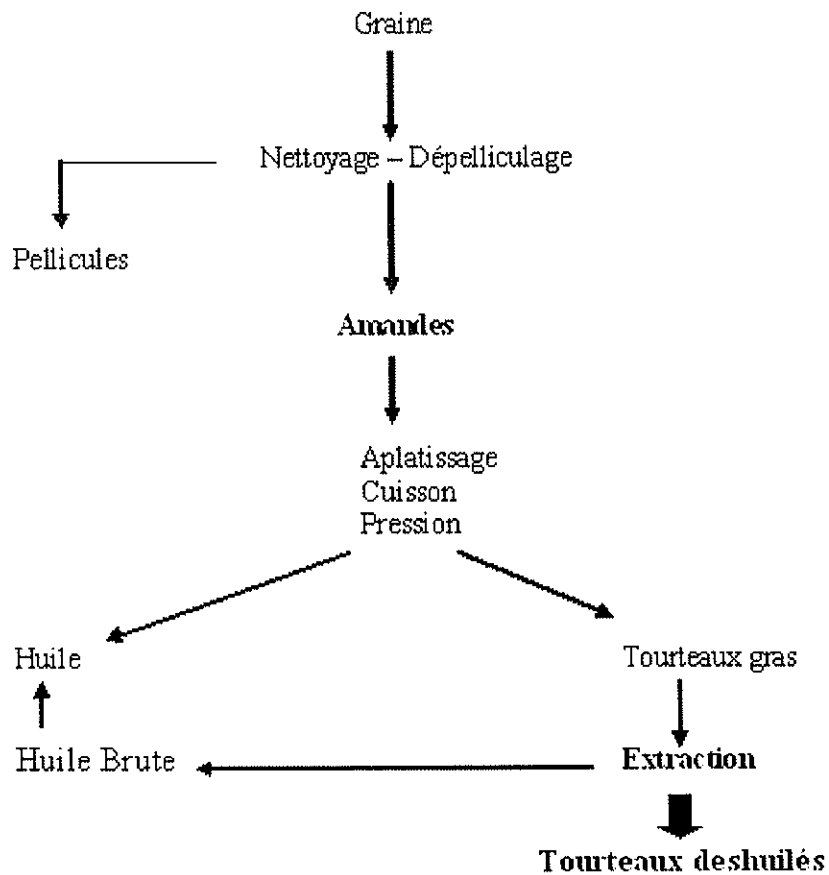 Graine
Nettoyage – Dépelliculage
Pellicules
Amandes
Aplatissage
Cuisson
Pression
Huile
Tourteaux gras
Huile Brute
Extraction
Tourteaux deshuilés